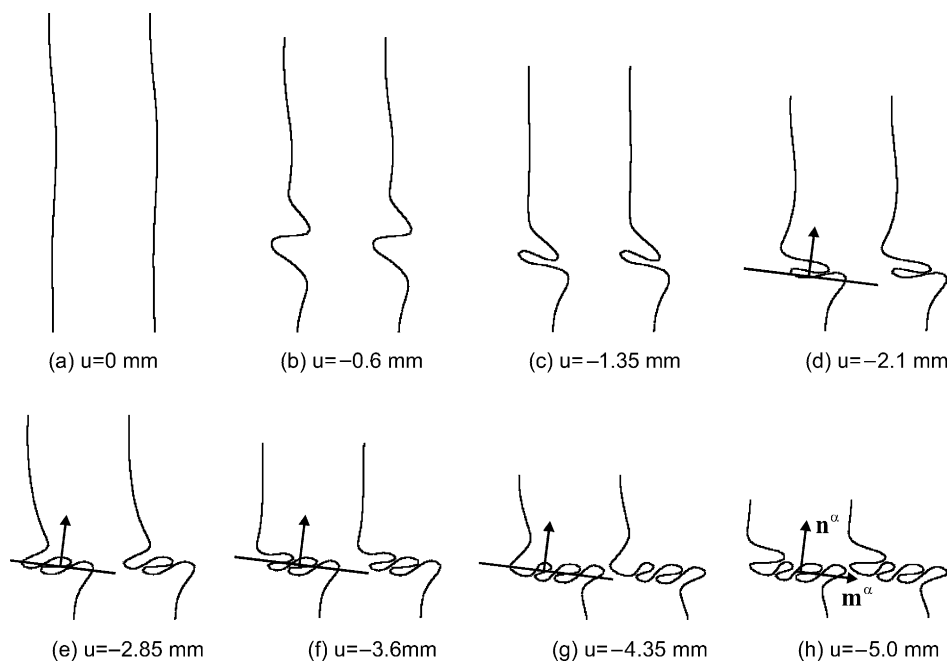 (a) u=0 mm
(b) u=−0.6 mm
(c) u=−1.35 mm
(d) u=−2.1 mm
n^α
m^α
(e) u=−2.85 mm
(f) u=−3.6mm
(g) u=−4.35 mm
(h) u=−5.0 mm